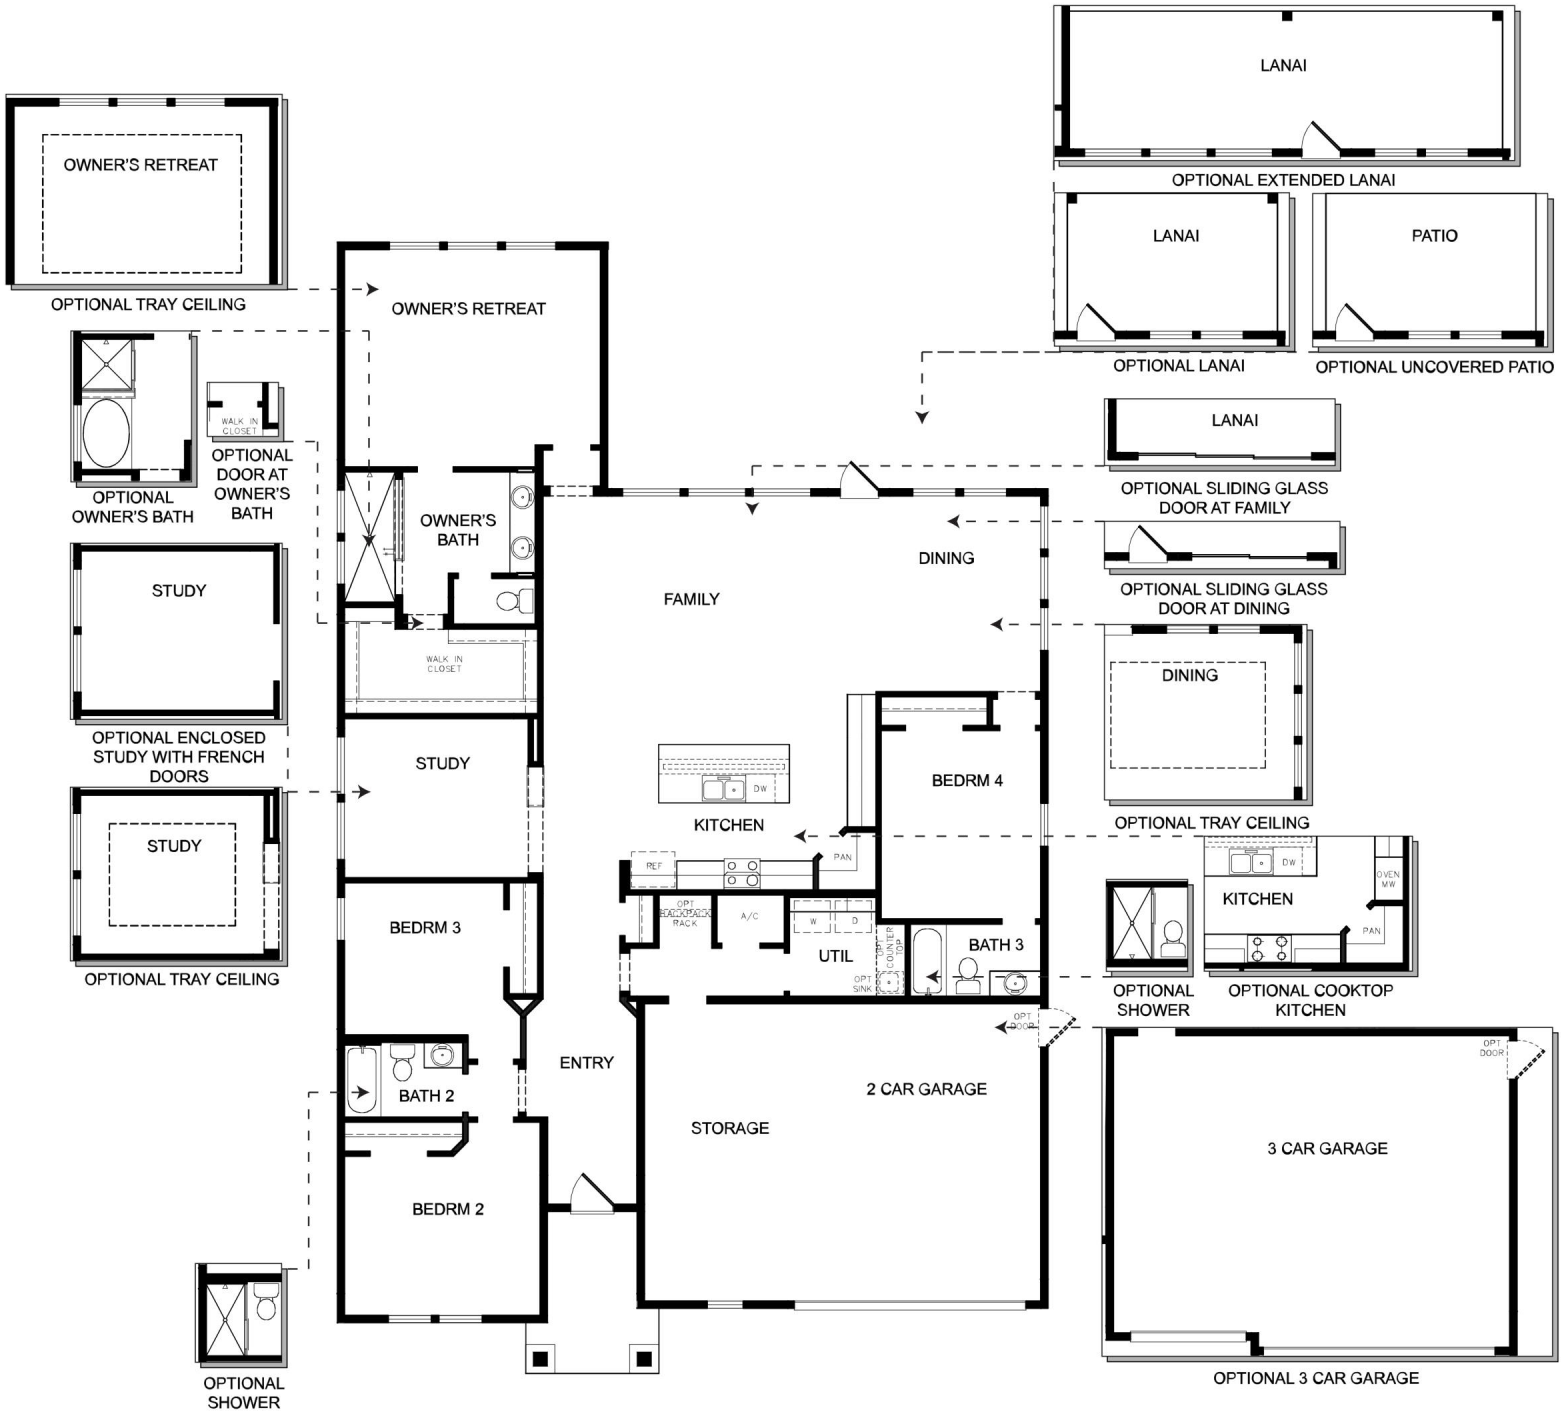 LANAI
OPTIONAL EXTENDED LANAI
OWNER'S RETREAT
OPTIONAL TRAY CEILING
LANAI
OPTIONAL LANAI
PATIO
OPTIONAL UNCOVERED PATIO
OPTIONAL
OWNER'S BATH
WALK IN
CLOSET
OPTIONAL
DOOR AT
OWNER'S
BATH
LANAI
OPTIONAL SLIDING GLASS
DOOR AT FAMILY
OPTIONAL SLIDING GLASS
DOOR AT DINING
STUDY
OPTIONAL ENCLOSED
STUDY WITH FRENCH
DOORS
STUDY
OPTIONAL TRAY CEILING
DINING
OPTIONAL TRAY CEILING
OWNER'S RETREAT
OWNER'S
BATH
WALK IN
CLOSET
FAMILY
DINING
STUDY
KITCHEN
DW
REF
PAN
BEDRM 4
BEDRM 3
OPT
BACKPACK
RACK
A/C
W
D
UTIL
OPT
COUNTER
TOP
OPT
SINK
BATH 3
OPT
DOOR
ENTRY
BATH 2
2 CAR GARAGE
STORAGE
BEDRM 2
OPTIONAL
SHOWER
DW
OVEN
MW
KITCHEN
PAN
OPTIONAL COOKTOP
KITCHEN
OPTIONAL
SHOWER
OPT
DOOR
3 CAR GARAGE
OPTIONAL 3 CAR GARAGE